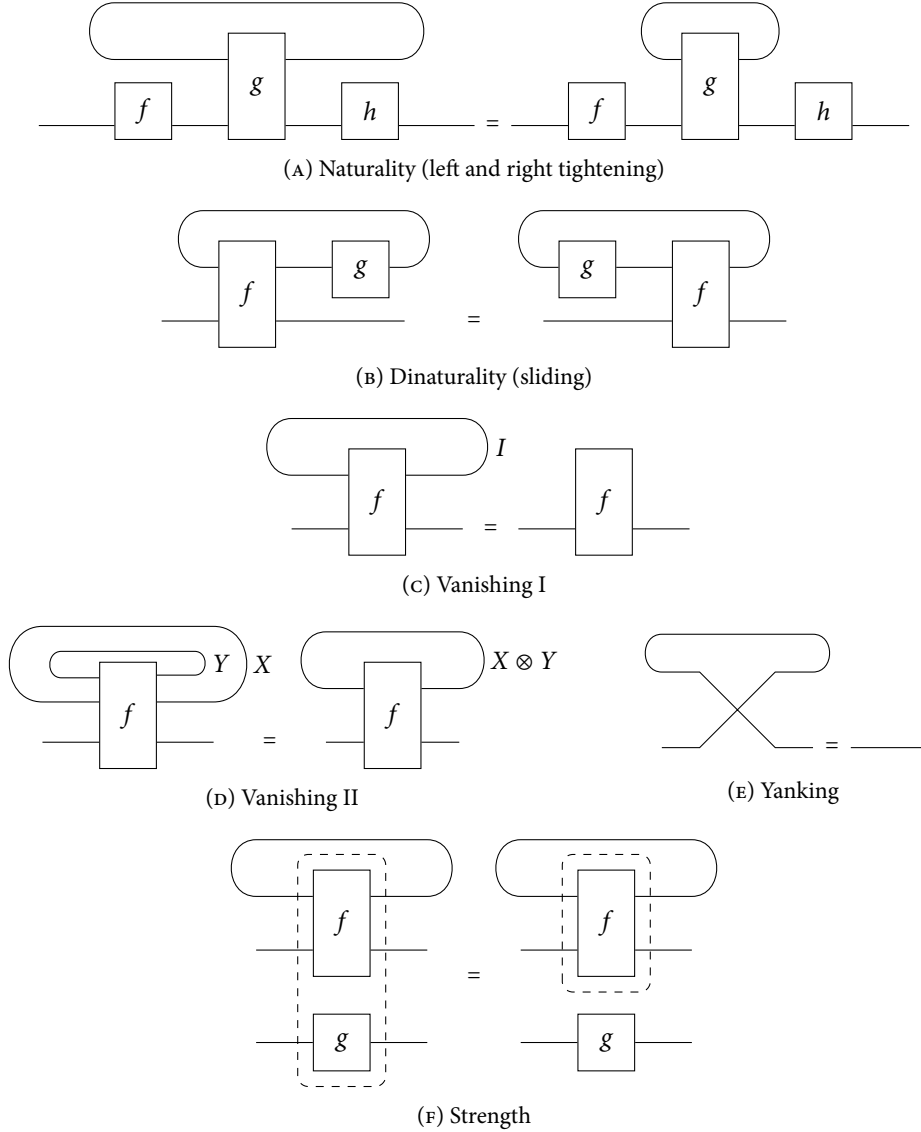 f g h = f g h
(A) Naturality (left and right tightening)
f g = g f
(B) Dinaturality (sliding)
f I = f
(C) Vanishing I
f Y X = f X ⊗ Y
(D) Vanishing II
=
(E) Yanking
f = f
g g
(F) Strength